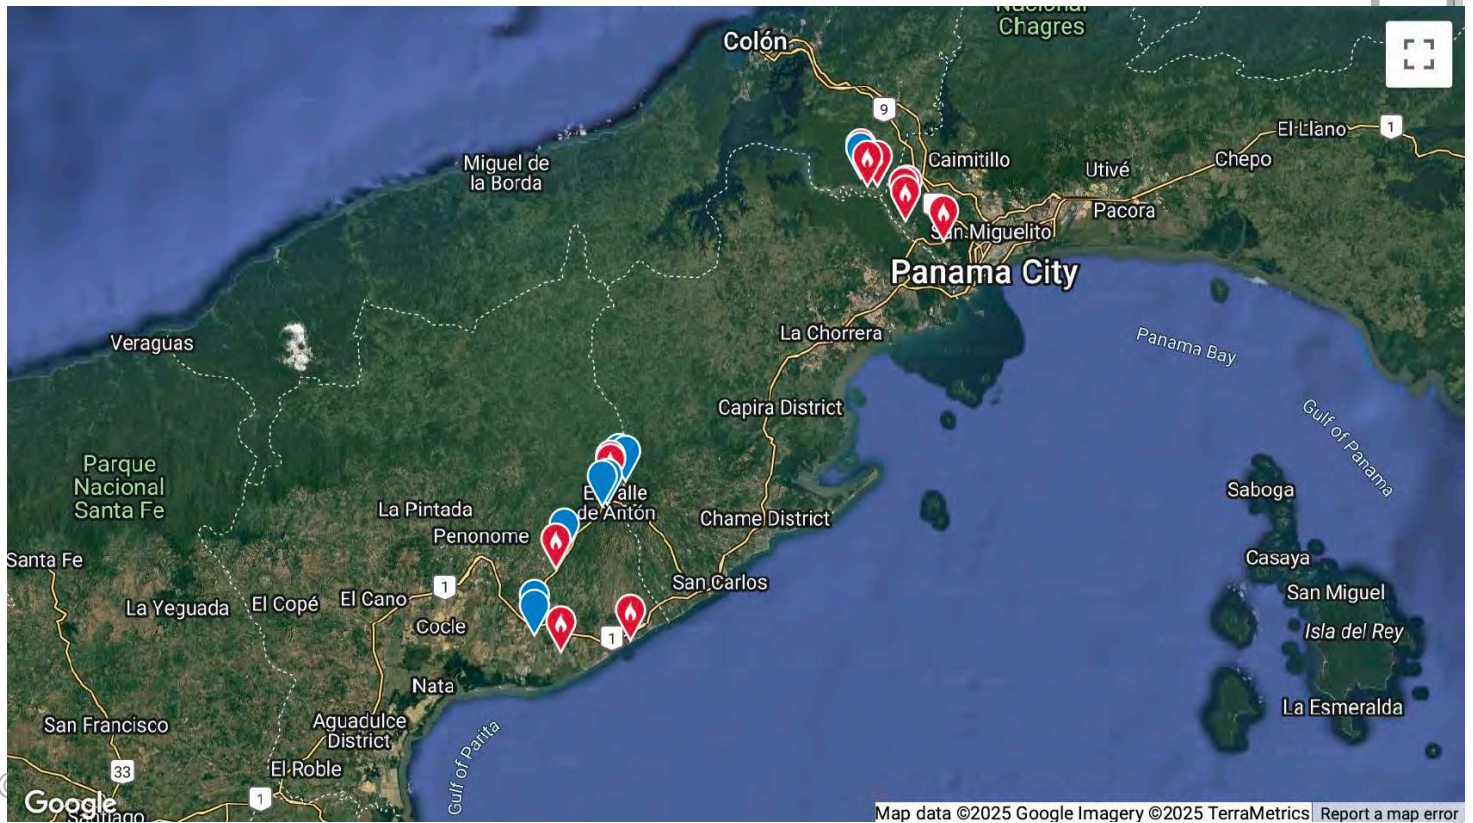 Nacional
Chagres
Colón
9
El Llano
1
Miguel de
la Borda
Caimitillo
Utivé
Chepo
Pacora
San Miguelito
Panama City
Veraguas
La Chorrera
Panama Bay
Capira District
Gulf of Panama
Parque
Nacional
Santa Fe
La Pintada
El Valle
de Antón
Saboga
Chame District
Penonome
Santa Fe
Casaya
San Carlos
1
La Yeguada
El Copé
El Cano
San Miguel
Cocle
1
Isla del Rey
Nata
La Esmeralda
San Francisco
Aguadulce
District
Gulf of Parita
33
El Roble
1
Google
Santiago
Map data ©2025 Google Imagery ©2025 TerraMetrics
Report a map error